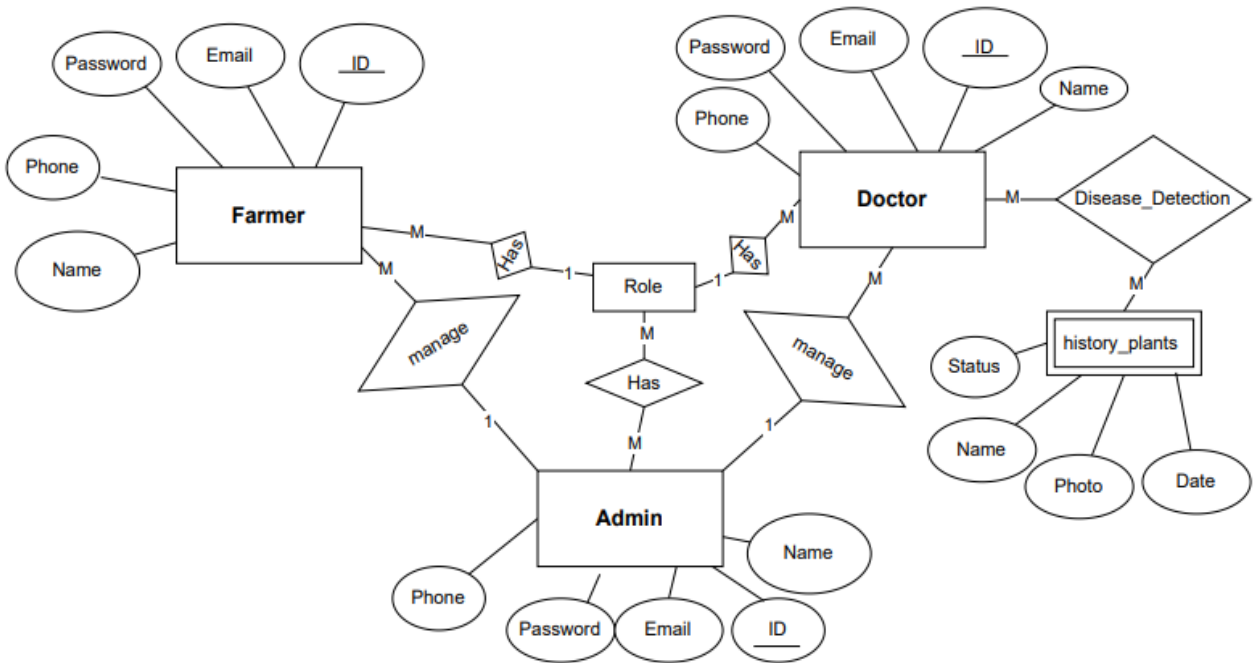 Password
Email
ID
Phone
Name
Farmer
Password
Email
ID
Name
Phone
Doctor
Disease_Detection
M
M
M
Has
1
Role
1
Has
M
M
M
M
manage
M
Has
M
manage
1
1
history_plants
Status
Name
Photo
Date
Admin
Phone
Password
Email
ID
Name